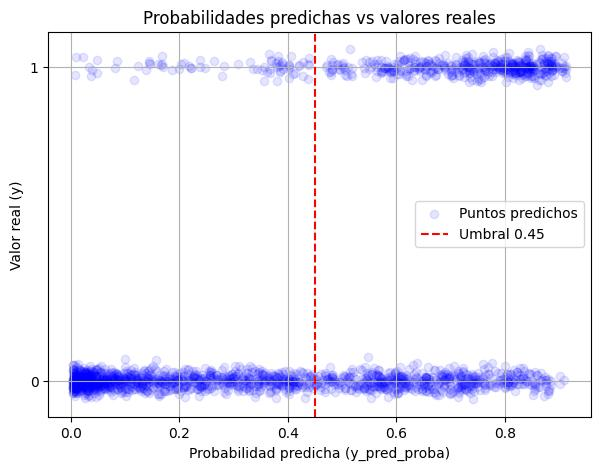 Probabilidades predichas vs valores reales
Valor real (y)
1
0
Puntos predichos
Umbral 0.45
0.0 0.2 0.4 0.6 0.8
Probabilidad predicha (y_pred_proba)